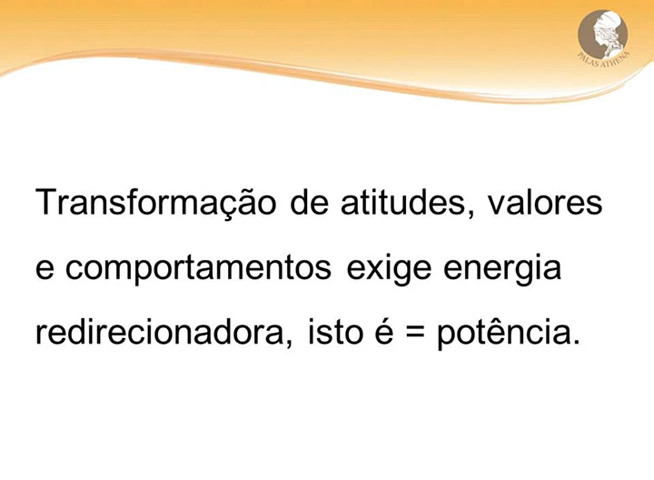 PALAS ATHENA
Transformação de atitudes, valores
e comportamentos exige energia
redirecionadora, isto é = potência.